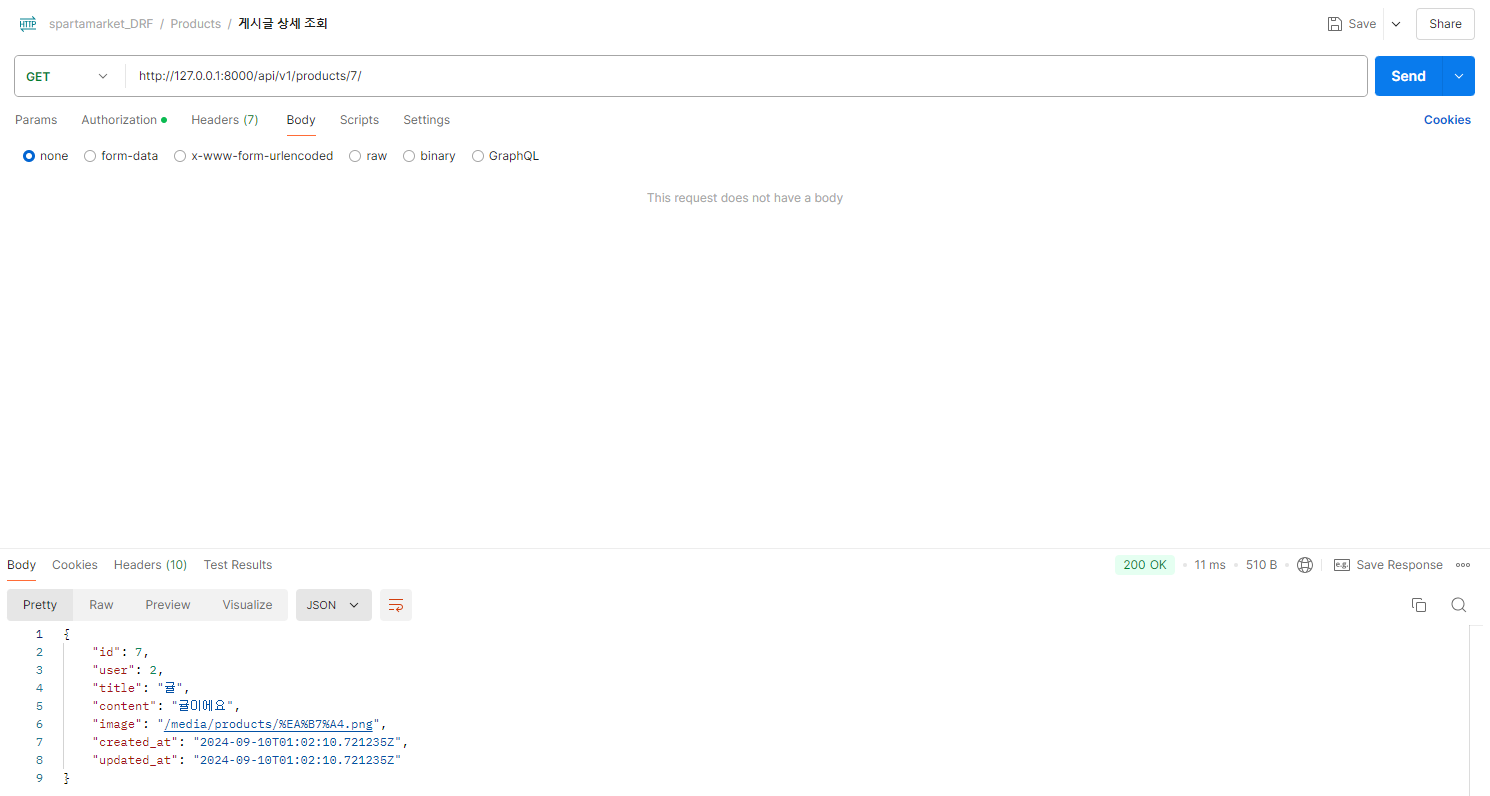 HTTP spartamarket_DRF / Products / 게시글 상세 조회 Save Share
GET http://127.0.0.1:8000/api/v1/products/7/ Send
Params Authorization Headers (7) Body Scripts Settings Cookies
none form-data x-www-form-urlencoded raw binary GraphQL
This request does not have a body
Body Cookies Headers (10) Test Results 200 OK 11 ms 510 B e.g. Save Response
Pretty Raw Preview Visualize JSON
1 {
2 "id": 7,
3 "user": 2,
4 "title": "귤",
5 "content": "귤이에요",
6 "image": "/media/products/%EA%B7%A4.png",
7 "created_at": "2024-09-10T01:02:10.721235Z",
8 "updated_at": "2024-09-10T01:02:10.721235Z"
9 }